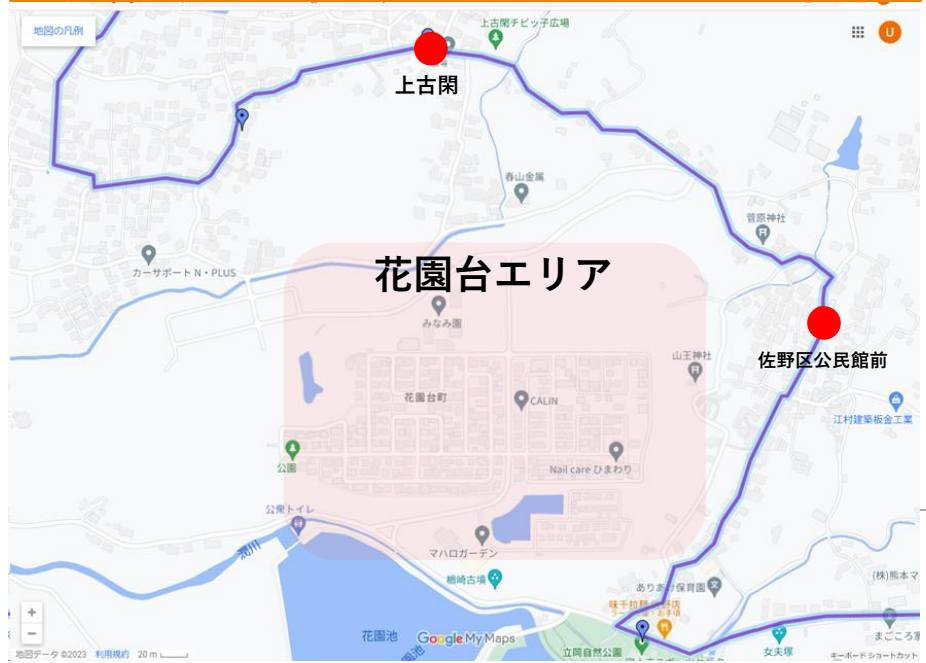 地図の凡例
上古閑チビッ子広場
U
上古閑
春山金属
菅原神社
カーサポート N・PLUS
花園台エリア
みなみ園
山王神社
佐野区公民館前
花園台町
CALIN
江村建築板金工業
公園
Nail care ひまわり
公衆トイレ
潤川
マハロガーデン
楢崎古墳
ありあけ保育園
(株)熊本マ
味千拉麺
花園池
Google My Maps
立岡自然公園
女夫塚
まごころ
地図データ ©2023 利用規約 20 m
キーボード ショートカット